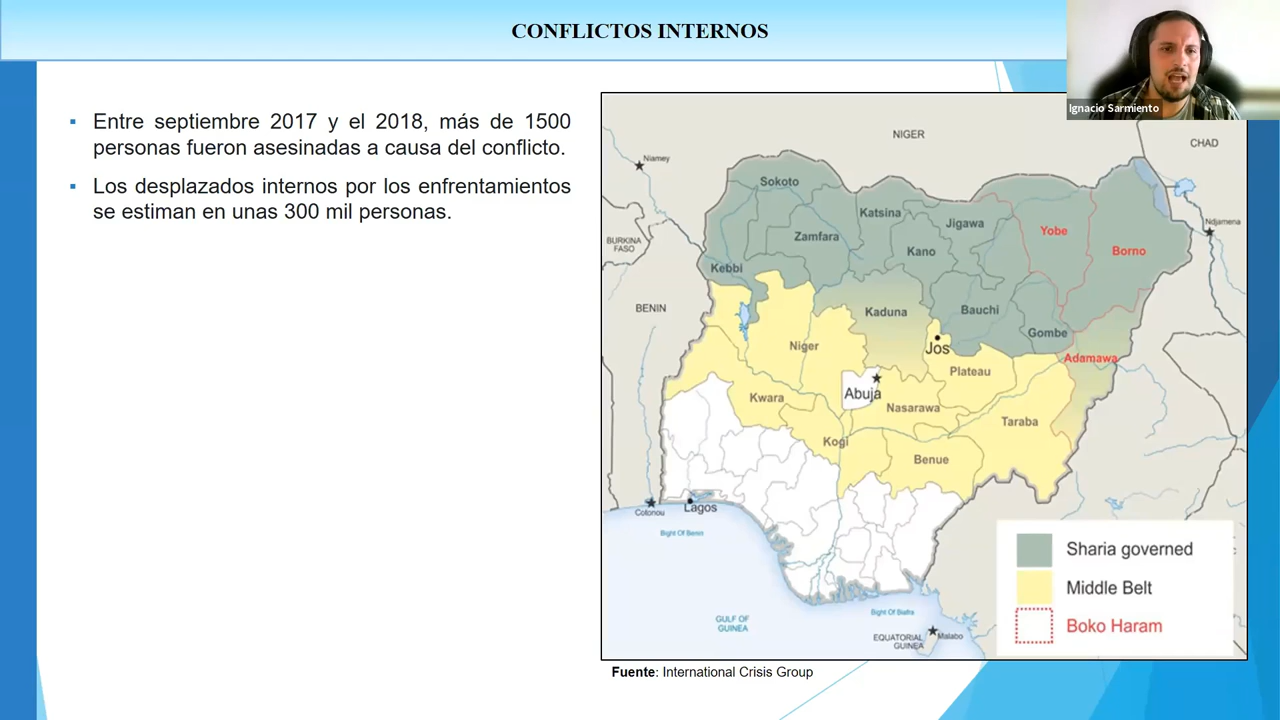 CONFLICTOS INTERNOS
Ignacio Sarmiento
Entre septiembre 2017 y el 2018, más de 1500
personas fueron asesinadas a causa del conflicto.
Los desplazados internos por los enfrentamientos
se estiman en unas 300 mil personas.
NIGER
CHAD
Niamey
Sokoto
Katsina
Jigawa
Yobe
Borno
Ndjamena
BURKINA
FASO
Zamfara
Kano
Kebbi
BENIN
Kaduna
Bauchi
Gombe
Niger
Jos
Adamawa
Plateau
Abuja
Kwara
Nasarawa
Taraba
Kogi
Benue
Cotonou
Lagos
Bight Of Benin
GULF OF
GUINEA
Bight Of Biafra
EQUATORIAL
GUINEA
Malabo
Sharia governed
Middle Belt
Boko Haram
Fuente: International Crisis Group